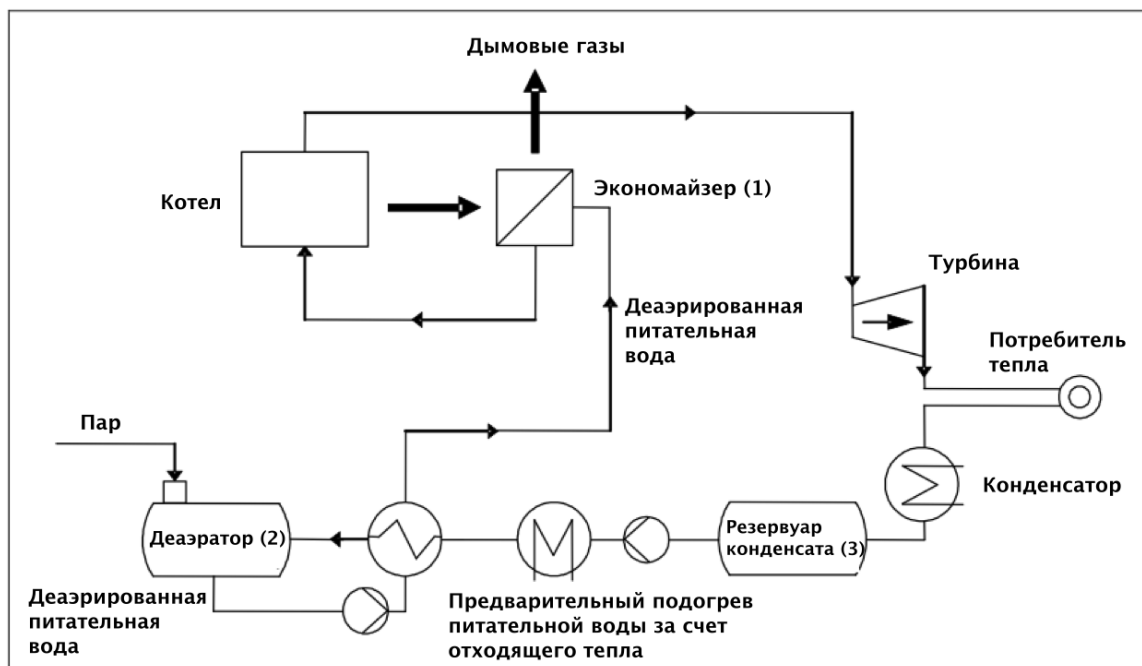 Дымовые газы
Котел
Экономайзер (1)
Турбина
Деаэрированная
питательная
вода
Потребитель
тепла
Пар
Конденсатор
Деаэратор (2)
Резервуар
конденсата (3)
Деаэрированная
питательная
вода
Предварительный подогрев
питательной воды за счет
отходящего тепла